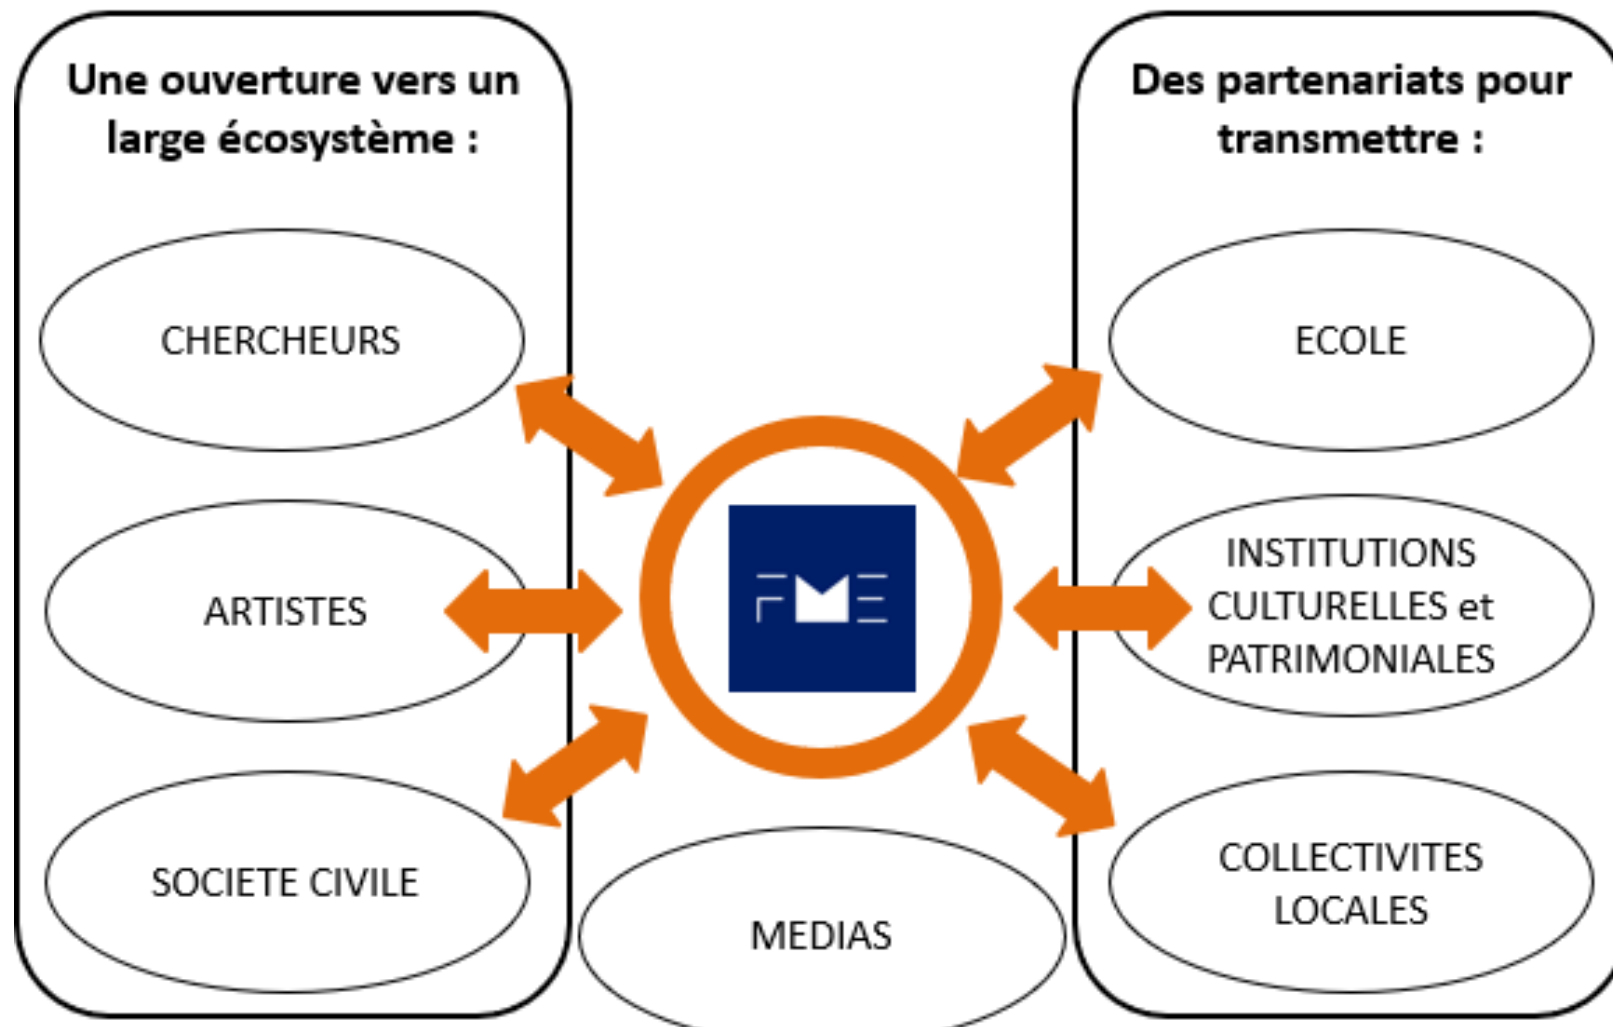 Une ouverture vers un
large écosystème :
CHERCHEURS
ARTISTES
SOCIETE CIVILE
FME
MEDIAS
Des partenariats pour
transmettre :
ECOLE
INSTITUTIONS
CULTURELLES et
PATRIMONIALES
COLLECTIVITES
LOCALES